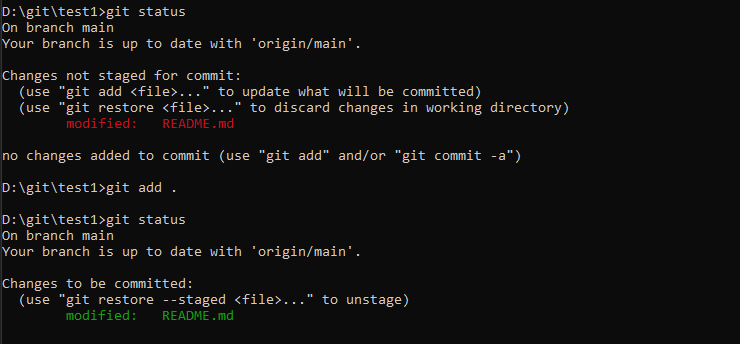 D:\git\test1>git status
On branch main
Your branch is up to date with 'origin/main'.
Changes not staged for commit:
  (use "git add <file>..." to update what will be committed)
  (use "git restore <file>..." to discard changes in working directory)
        modified:   README.md
no changes added to commit (use "git add" and/or "git commit -a")
D:\git\test1>git add .
D:\git\test1>git status
On branch main
Your branch is up to date with 'origin/main'.
Changes to be committed:
  (use "git restore --staged <file>..." to unstage)
        modified:   README.md